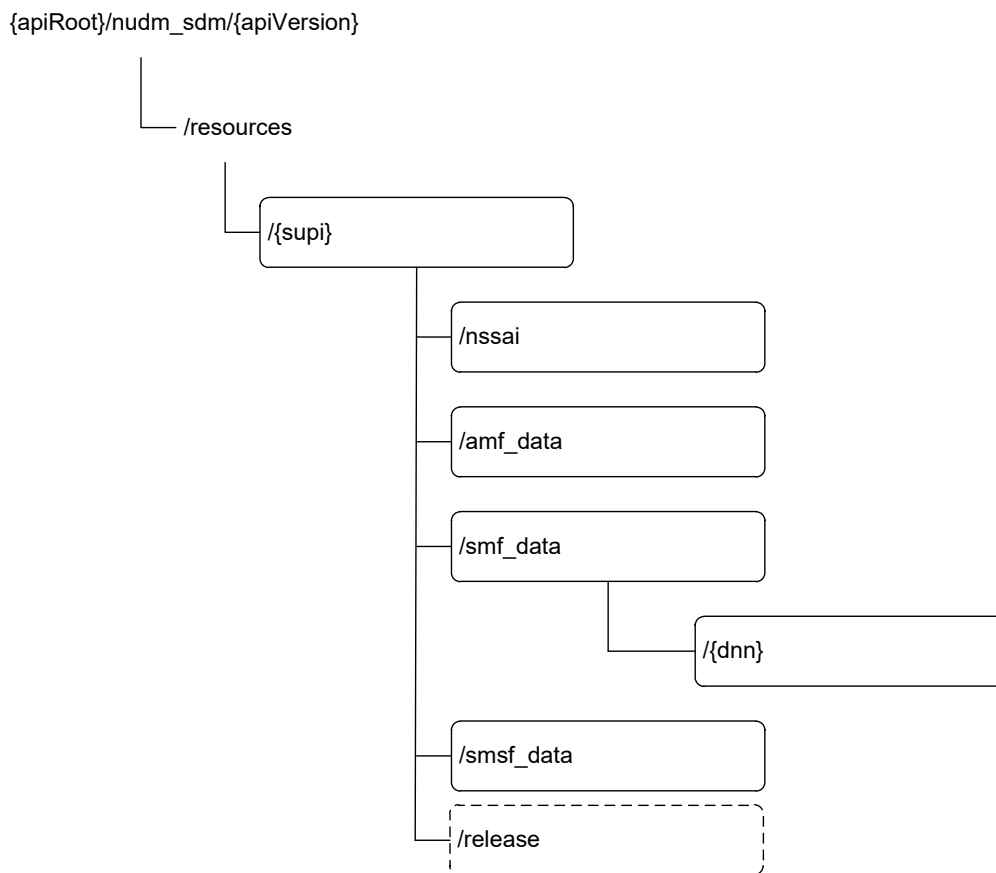 {apiRoot}/nudm_sdm/{apiVersion}
/resources
/{supi}
/nssai
/amf_data
/smf_data
/{dnn}
/smsf_data
/release